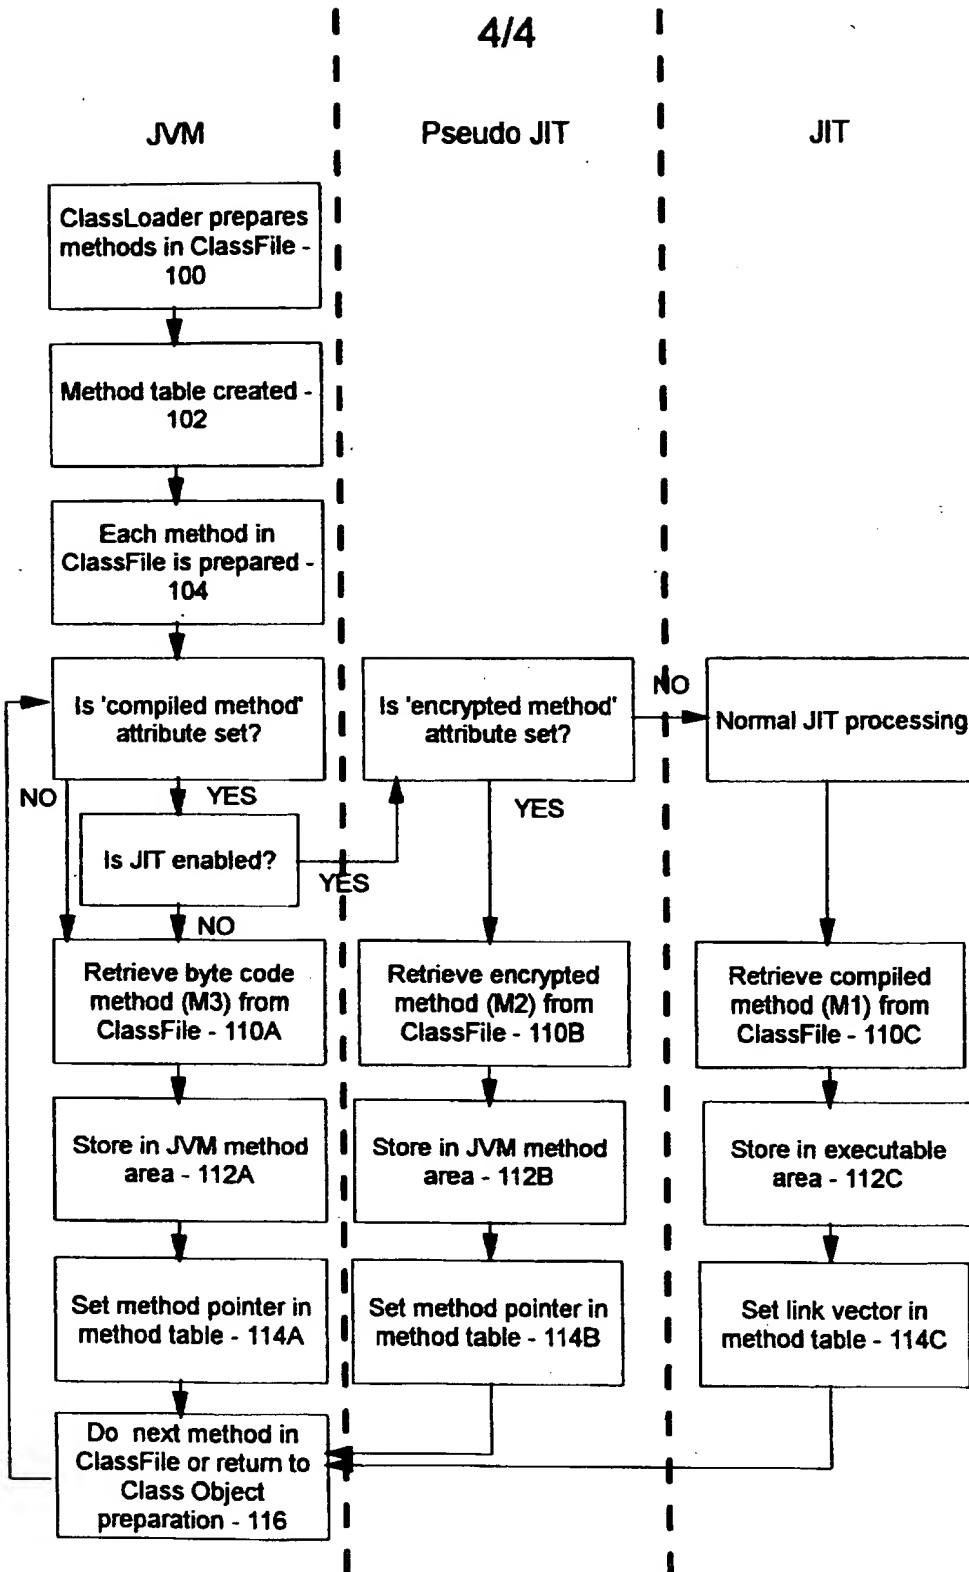 4/4
JVM
Pseudo JIT
JIT
ClassLoader prepares
methods in ClassFile -
100
Method table created -
102
Each method in
ClassFile is prepared -
104
Is 'compiled method'
attribute set?
Is 'encrypted method'
attribute set?
NO
Normal JIT processing
NO
YES
YES
Is JIT enabled?
YES
NO
Retrieve byte code
method (M3) from
ClassFile - 110A
Retrieve encrypted
method (M2) from
ClassFile - 110B
Retrieve compiled
method (M1) from
ClassFile - 110C
Store in JVM method
area - 112A
Store in JVM method
area - 112B
Store in executable
area - 112C
Set method pointer in
method table - 114A
Set method pointer in
method table - 114B
Set link vector in
method table - 114C
Do next method in
ClassFile or return to
Class Object
preparation - 116